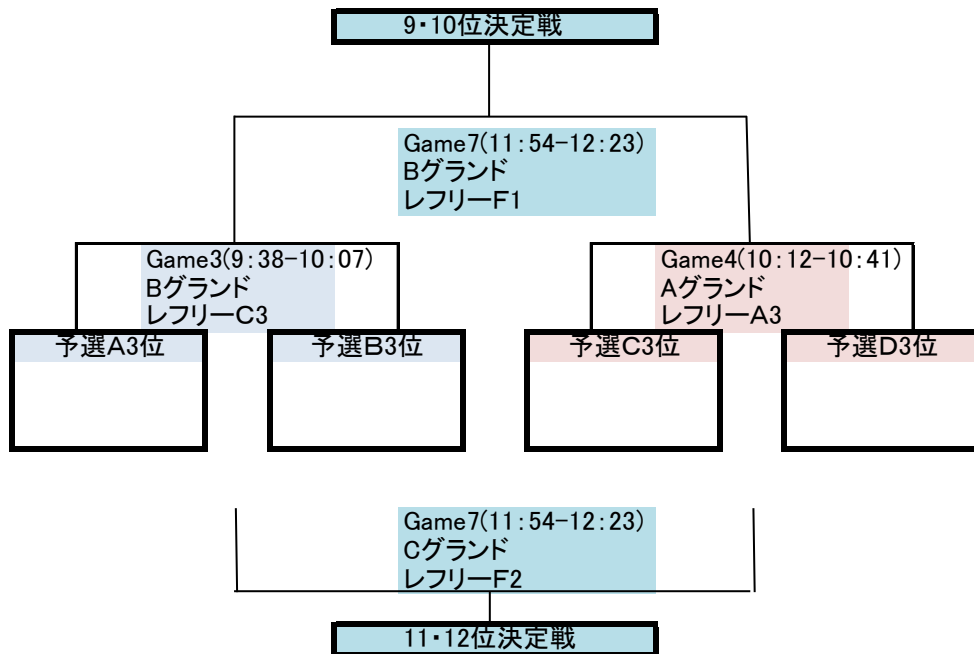 9・10位決定戦
Game7(11:54-12:23)
Bグランド
レフリーF1
Game3(9:38-10:07)
Bグランド
レフリーC3
Game4(10:12-10:41)
Aグランド
レフリーA3
予選A3位
予選B3位
予選C3位
予選D3位
Game7(11:54-12:23)
Cグランド
レフリーF2
11・12位決定戦